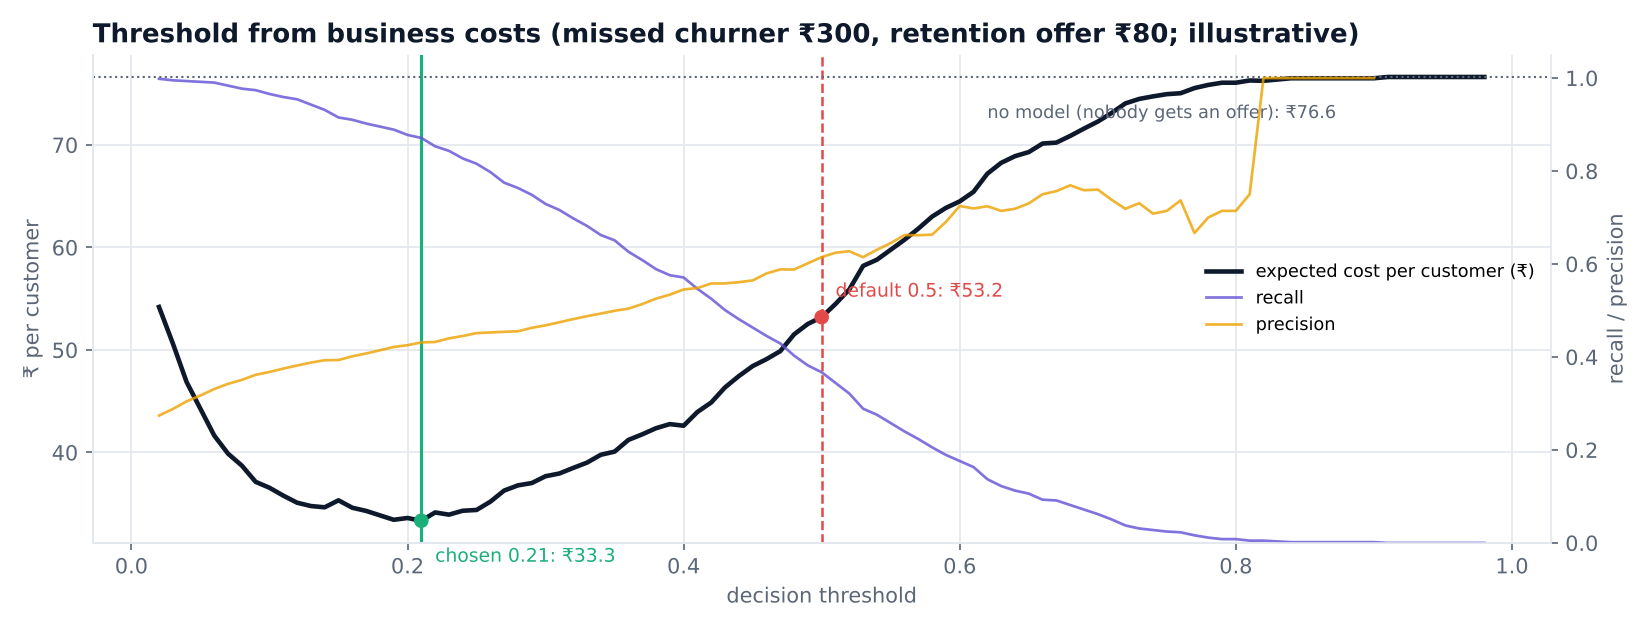 Threshold from business costs (missed churner ₹300, retention offer ₹80; illustrative)
no model (nobody gets an offer): ₹76.6
default 0.5: ₹53.2
chosen 0.21: ₹33.3
expected cost per customer (₹)
recall
precision
₹ per customer
70
60
50
40
recall / precision
1.0
0.8
0.6
0.4
0.2
0.0
0.0 0.2 0.4 0.6 0.8 1.0
decision threshold